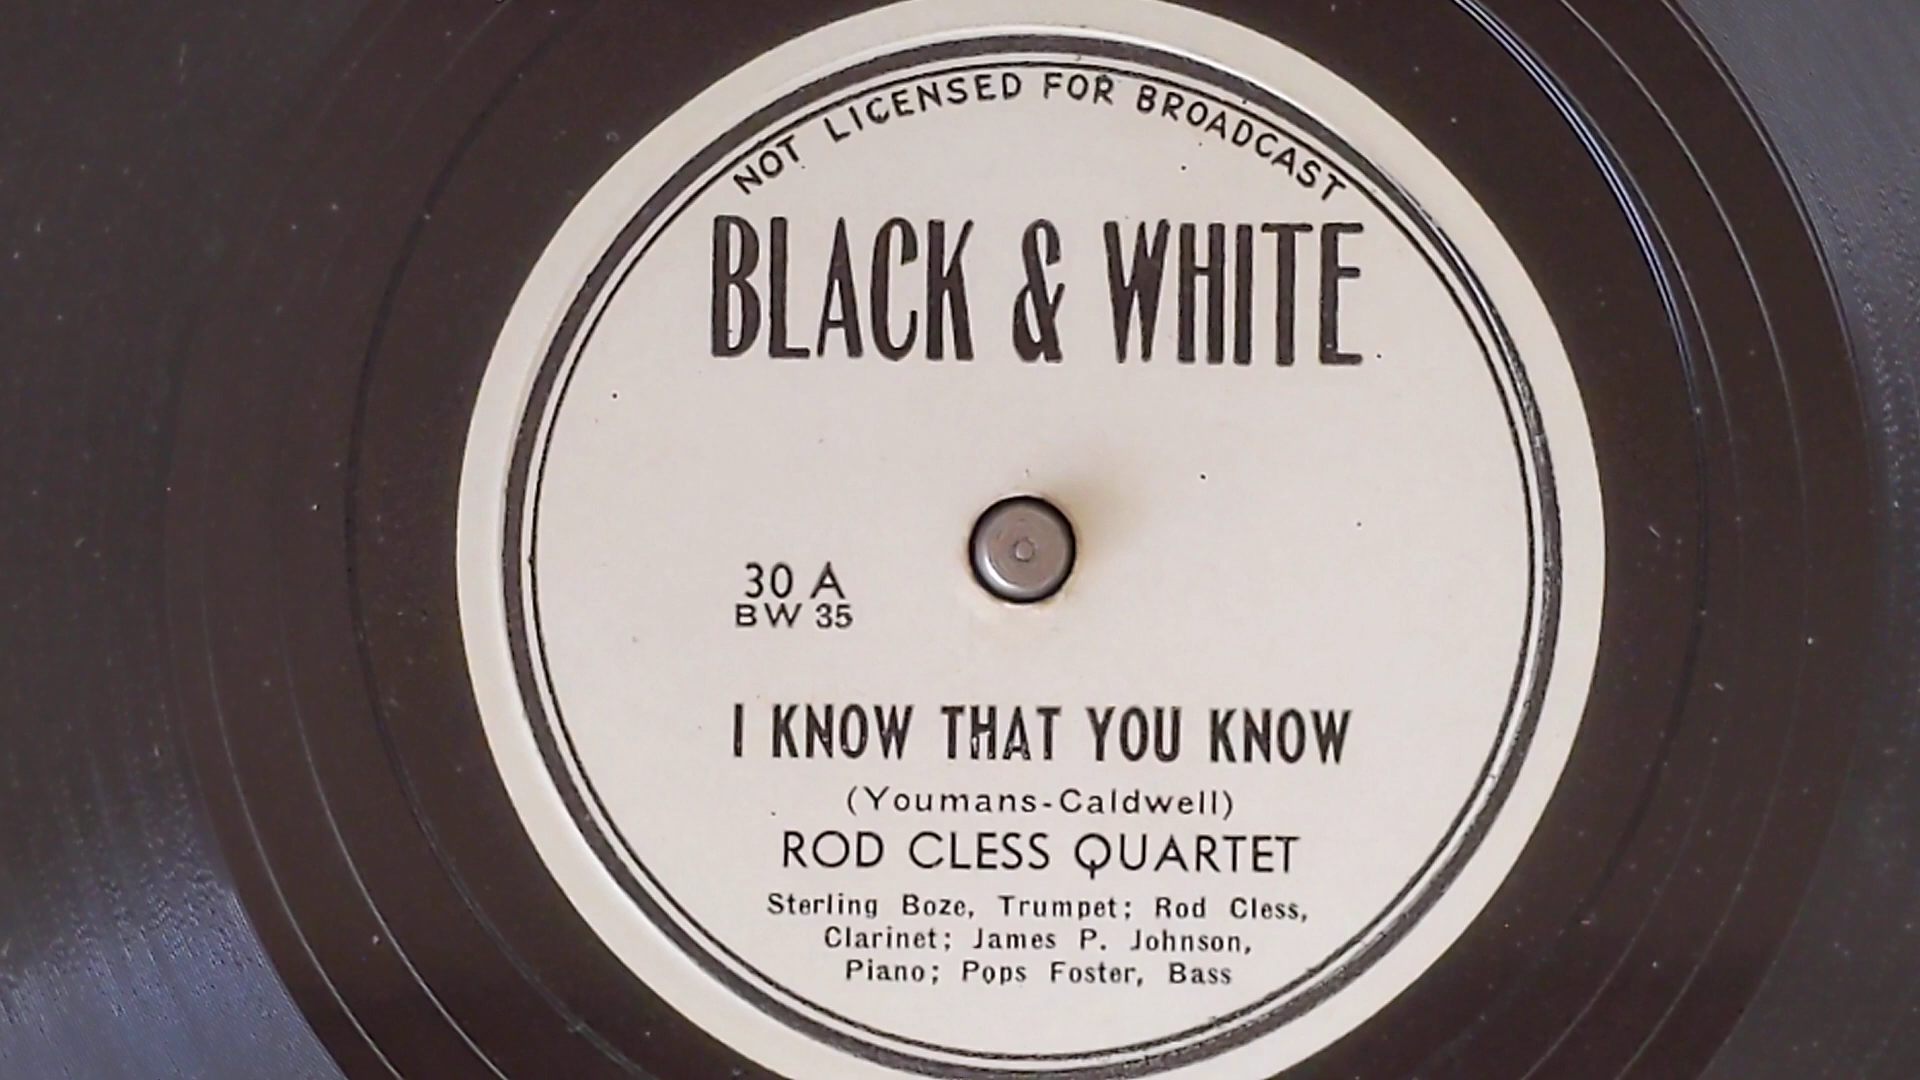 NOT LICENSED FOR BROADCAST
BLACK & WHITE
30 A
BW 35
I KNOW THAT YOU KNOW
(Youmans-Caldwell)
ROD CLESS QUARTET
Sterling Boze, Trumpet; Rod Cless,
Clarinet; James P. Johnson,
Piano; Pops Foster, Bass